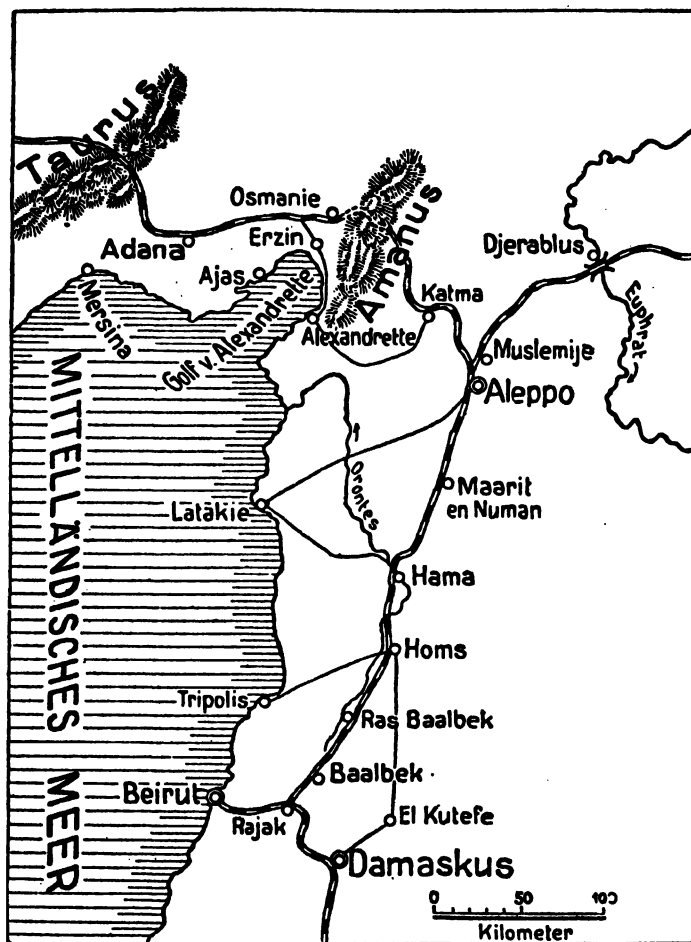 Taurus
Amanus
Osmanie
Adana
Erzin
Djerablus
Ajas
Mersina
Golf v. Alexandrette
Alexandrette
Katma
Euphrat
Muslemije
Aleppo
MITTELLÄNDISCHES MEER
Orontes
Latakie
Maarit
en Numan
Hama
Homs
Tripolis
Ras Baalbek
Baalbek
Beirut
Rajak
El Kutefe
Damaskus
0 50 100
Kilometer